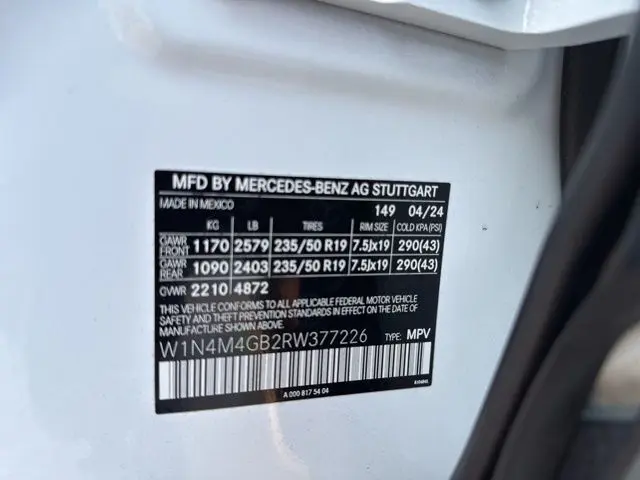 MFD BY MERCEDES-BENZ AG STUTTGART
MADE IN MEXICO 149 04/24
KG LB TIRES RIM SIZE COLD KPA (PSI)
GAWR FRONT 1170 2579 235/50 R19 7.5Jx19 290(43)
GAWR REAR 1090 2403 235/50 R19 7.5Jx19 290(43)
GVWR 2210 4872
THIS VEHICLE CONFORMS TO ALL APPLICABLE FEDERAL MOTOR VEHICLE
SAFETY AND THEFT PREVENTION STANDARDS IN EFFECT ON THE DATE OF
MANUFACTURE SHOWN ABOVE.
W1N4M4GB2RW377226 TYPE: MPV
A 000 817 54 04